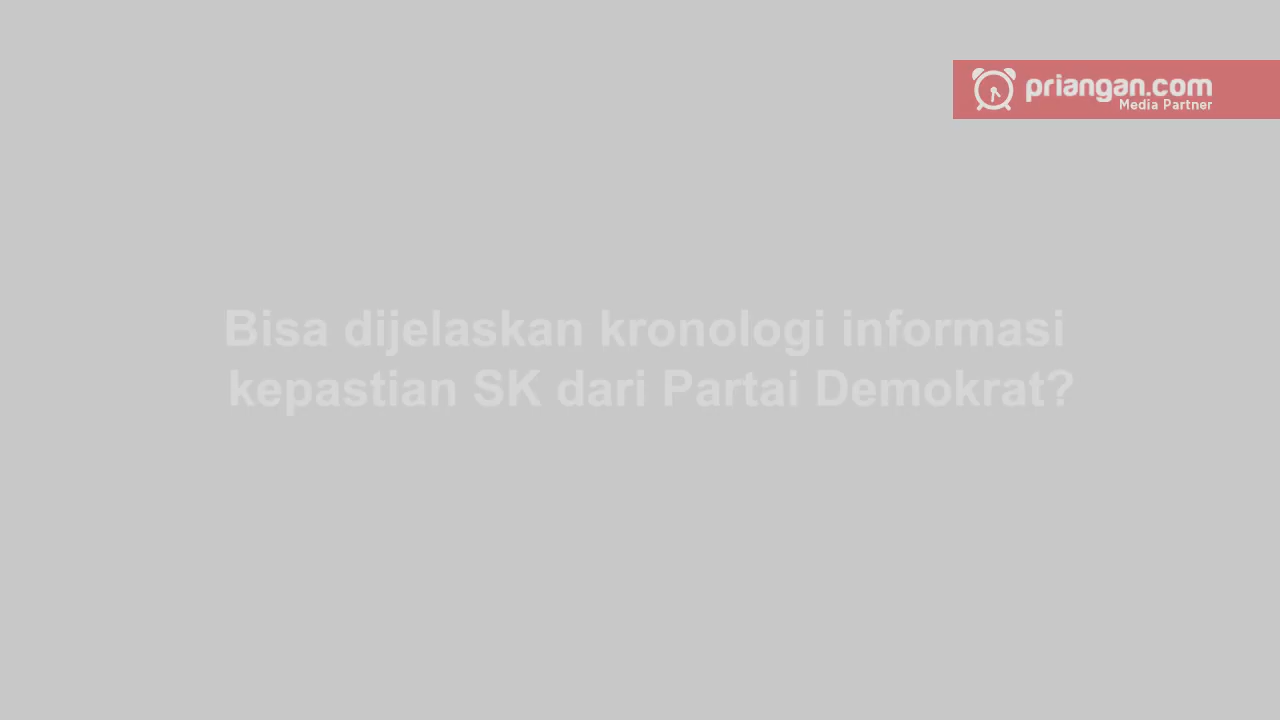 priangan.com
Media Partner
Bisa dijelaskan kronologi informasi
kepastian SK dari Partai Demokrat?